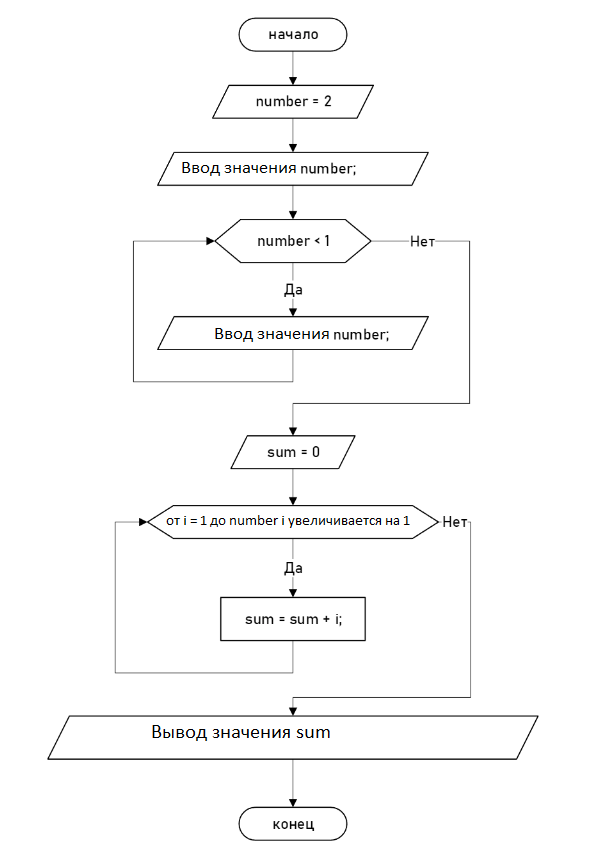 начало
number = 2
Ввод значения number;
number < 1
Нет
Да
Ввод значения number;
sum = 0
от i = 1 до number i увеличивается на 1
Нет
Да
sum = sum + i;
Вывод значения sum
конец